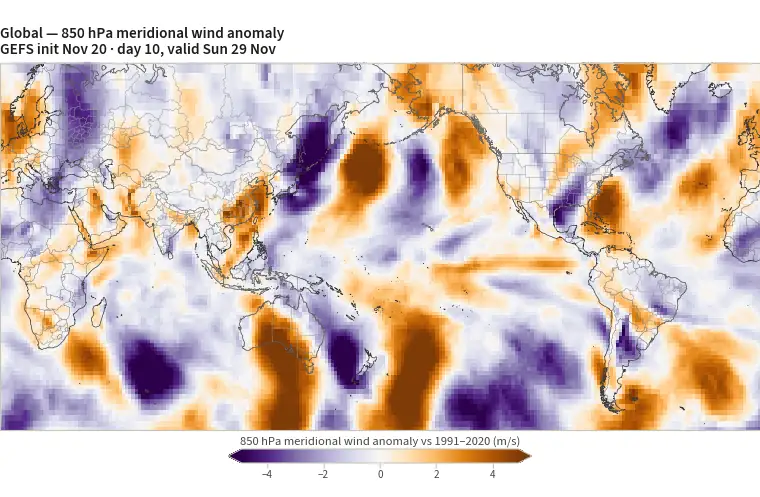 Global — 850 hPa meridional wind anomaly
GEFS init Nov 20 · day 10, valid Sun 29 Nov
850 hPa meridional wind anomaly vs 1991–2020 (m/s)
−4 −2 0 2 4